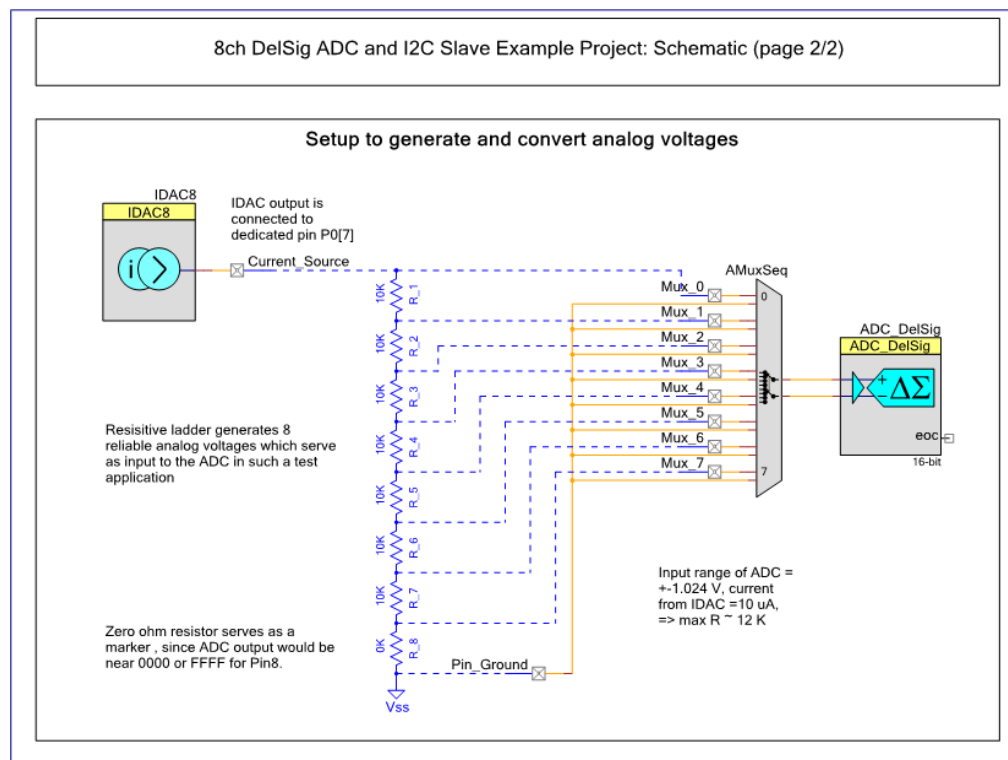 8ch DelSig ADC and I2C Slave Example Project: Schematic (page 2/2)
Setup to generate and convert analog voltages
IDAC8
IDAC8
i
IDAC output is
connected to
dedicated pin P0[7]
Current_Source
10K
R_1
10K
R_2
10K
R_3
10K
R_4
10K
R_5
10K
R_6
10K
R_7
0K
R_8
Vss
Pin_Ground
Resisitive ladder generates 8
reliable analog voltages which serve
as input to the ADC in such a test
application
Zero ohm resistor serves as a
marker , since ADC output would be
near 0000 or FFFF for Pin8.
AMuxSeq
Mux_0
0
Mux_1
Mux_2
Mux_3
Mux_4
Mux_5
Mux_6
Mux_7
7
ADC_DelSig
ADC_DelSig
+
−
ΔΣ
eoc
16-bit
Input range of ADC =
+-1.024 V, current
from IDAC =10 uA,
=> max R ~ 12 K